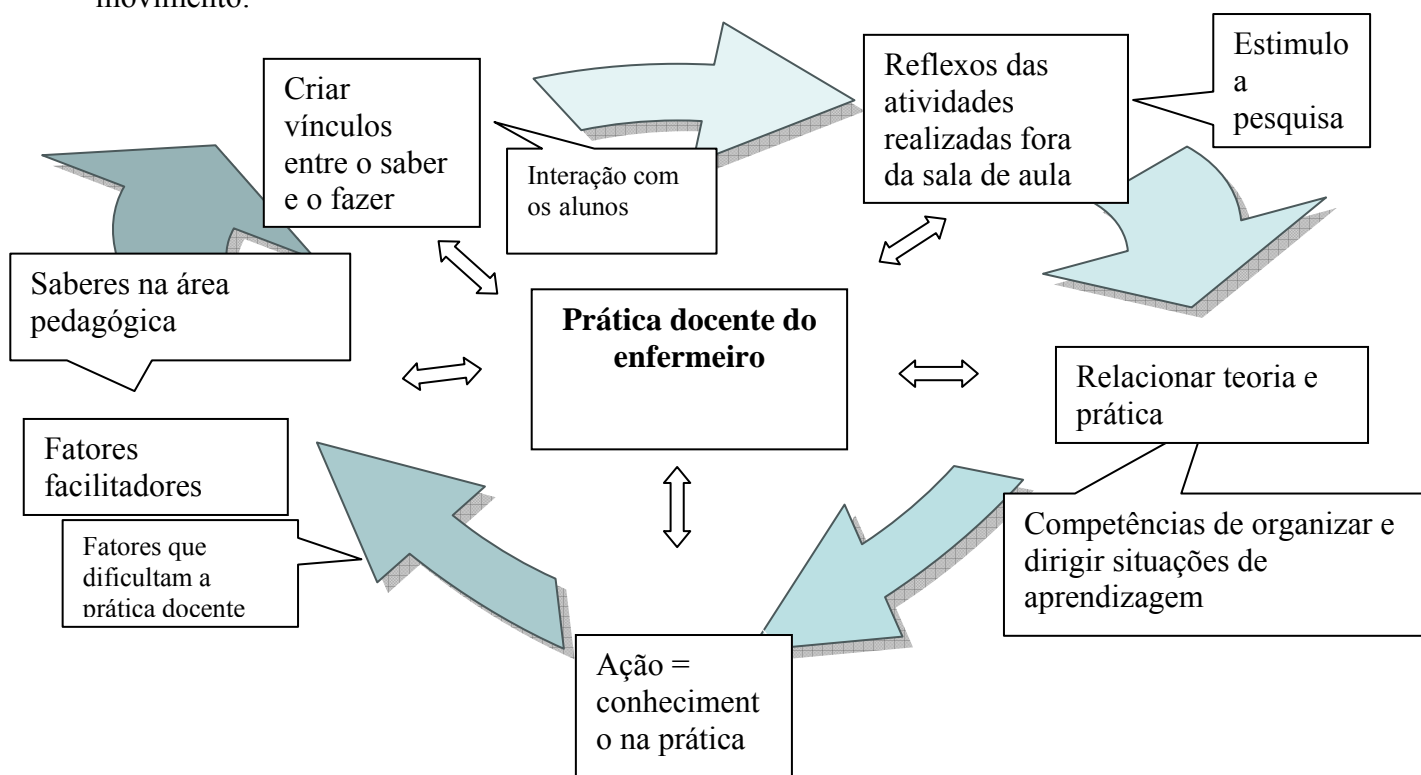 movimento.
Criar
vínculos
entre o saber
e o fazer
Interação com
os alunos
Reflexos das
atividades
realizadas fora
da sala de aula
Estimulo
a
pesquisa
Saberes na área
pedagógica
Prática docente do
enfermeiro
Relacionar teoria e
prática
Fatores
facilitadores
Fatores que
dificultam a
prática docente
Competências de organizar e
dirigir situações de
aprendizagem
Ação =
conheciment
o na prática